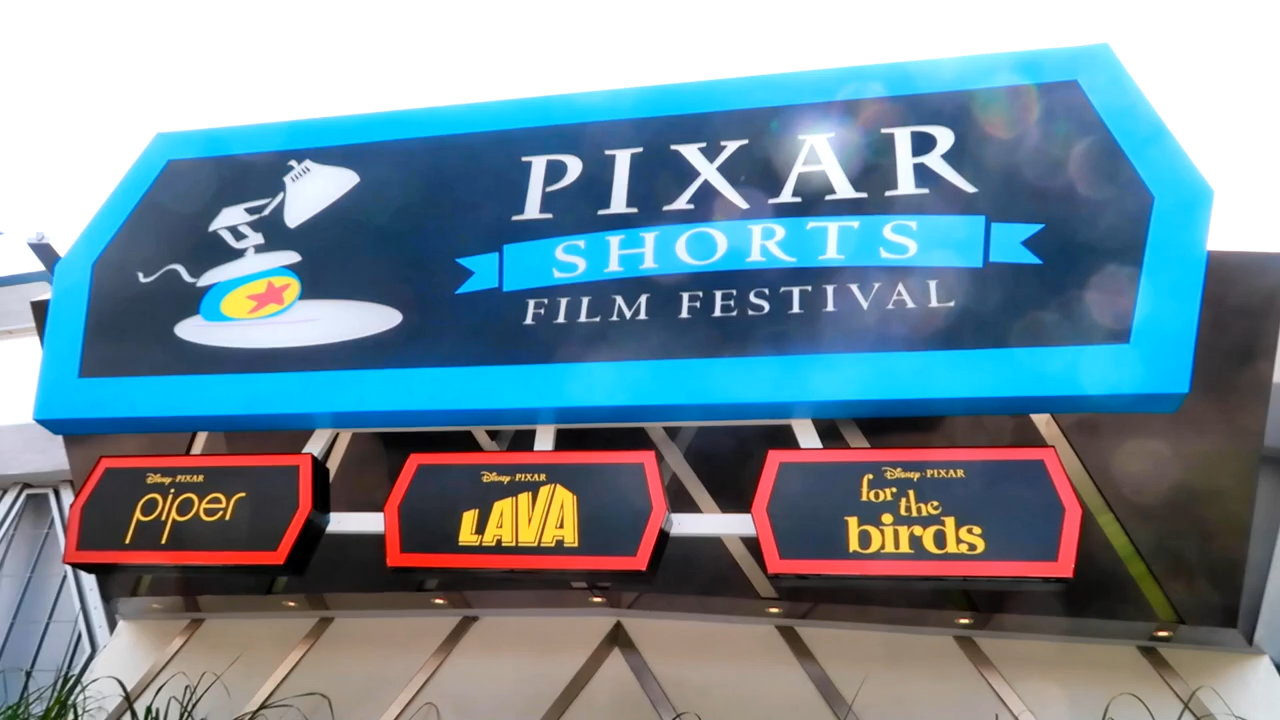 PIXAR
SHORTS
FILM FESTIVAL
Disney·PIXAR
piper
Disney·PIXAR
LAVA
Disney·PIXAR
for the
birds